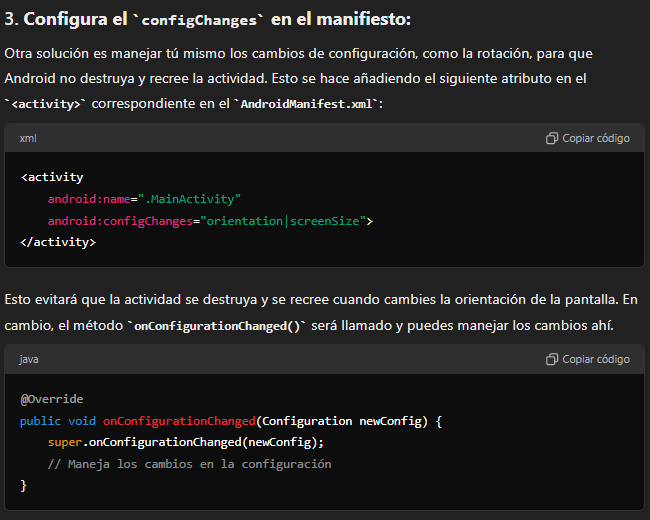 3. Configura el `configChanges` en el manifiesto:
Otra solución es manejar tú mismo los cambios de configuración, como la rotación, para que
Android no destruya y recree la actividad. Esto se hace añadiendo el siguiente atributo en el
`<activity>` correspondiente en el `AndroidManifest.xml`:
xml
Copiar código
<activity
    android:name=".MainActivity"
    android:configChanges="orientation|screenSize">
</activity>
Esto evitará que la actividad se destruya y se recree cuando cambies la orientación de la pantalla. En
cambio, el método `onConfigurationChanged()` será llamado y puedes manejar los cambios ahí.
java
Copiar código
@Override
public void onConfigurationChanged(Configuration newConfig) {
    super.onConfigurationChanged(newConfig);
    // Maneja los cambios en la configuración
}